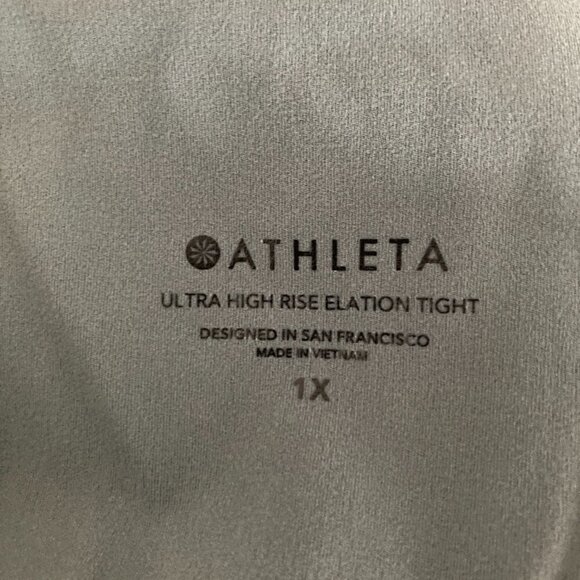 ATHLETA
ULTRA HIGH RISE ELATION TIGHT
DESIGNED IN SAN FRANCISCO
MADE IN VIETNAM
1X